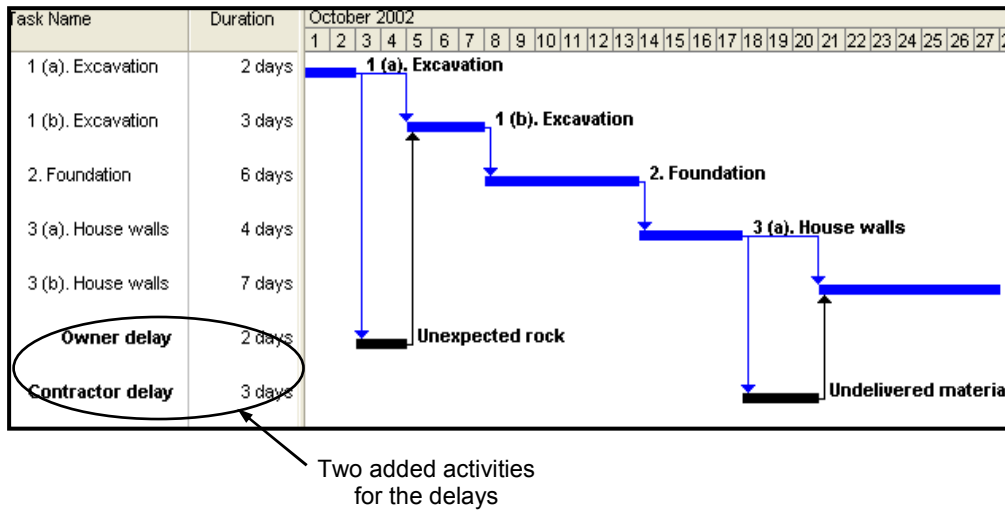 Task Name Duration October 2002
1 2 3 4 5 6 7 8 9 10 11 12 13 14 15 16 17 18 19 20 21 22 23 24 25 26 27
1 (a). Excavation 2 days 1 (a). Excavation
1 (b). Excavation 3 days 1 (b). Excavation
2. Foundation 6 days 2. Foundation
3 (a). House walls 4 days 3 (a). House walls
3 (b). House walls 7 days
Owner delay 2 days Unexpected rock
Contractor delay 3 days Undelivered materia
Two added activities
for the delays